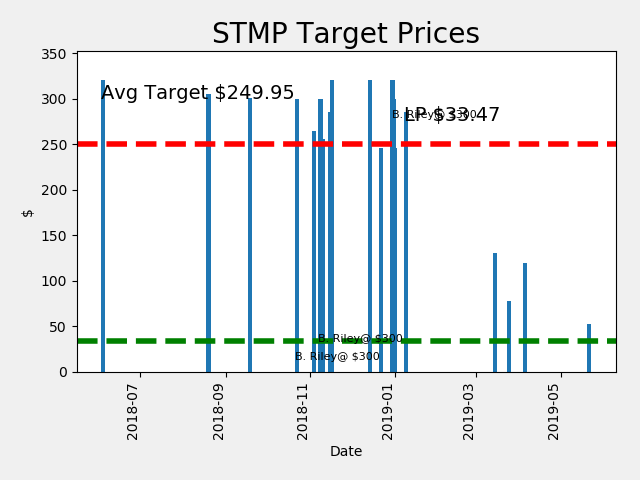 STMP Target Prices
350
300
250
200
150
100
50
0
$
Avg Target $249.95
LP $33.47
B. Riley@ $300
B. Riley@ $300
B. Riley@ $300
2018-07
2018-09
2018-11
2019-01
2019-03
2019-05
Date